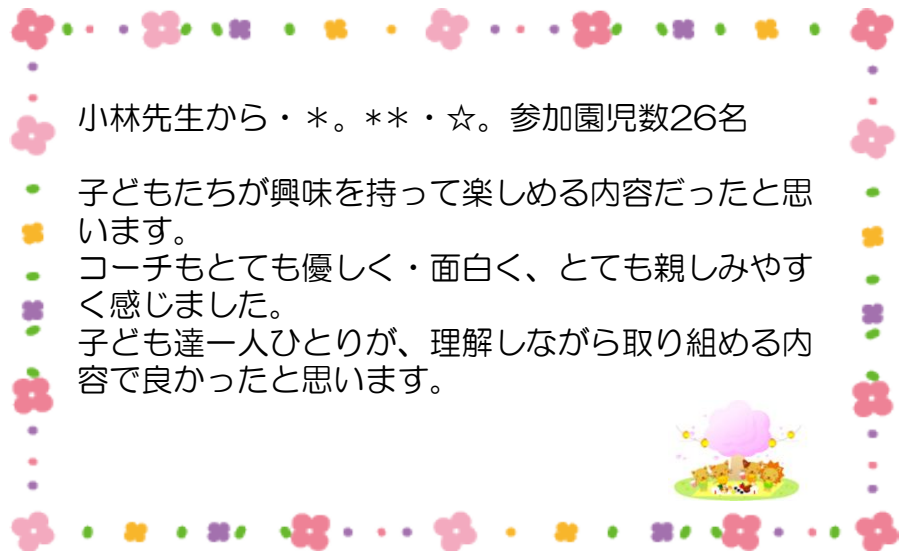 小林先生から・＊。**・☆。参加園児数26名
子どもたちが興味を持って楽しめる内容だったと思
います。
コーチもとても優しく・面白く、とても親しみやす
く感じました。
子ども達一人ひとりが、理解しながら取り組める内
容で良かったと思います。